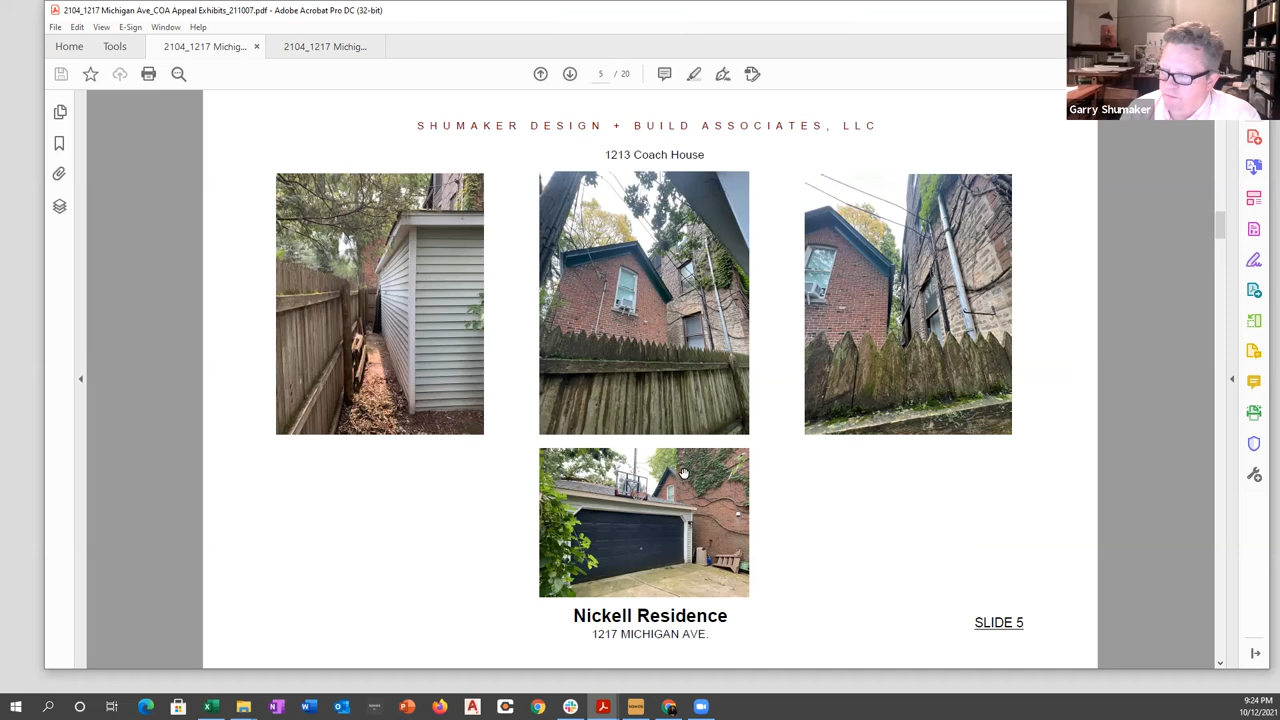 2104_1217 Michigan Ave_COA Appeal Exhibits_211007.pdf - Adobe Acrobat Pro DC (32-bit)
File Edit View E-Sign Window Help
Home Tools 2104_1217 Michig... × 2104_1217 Michig...
5 / 20
Garry Shumaker
SHUMAKER DESIGN + BUILD ASSOCIATES, LLC
1213 Coach House
Nickell Residence
1217 MICHIGAN AVE.
SLIDE 5
9:24 PM
10/12/2021